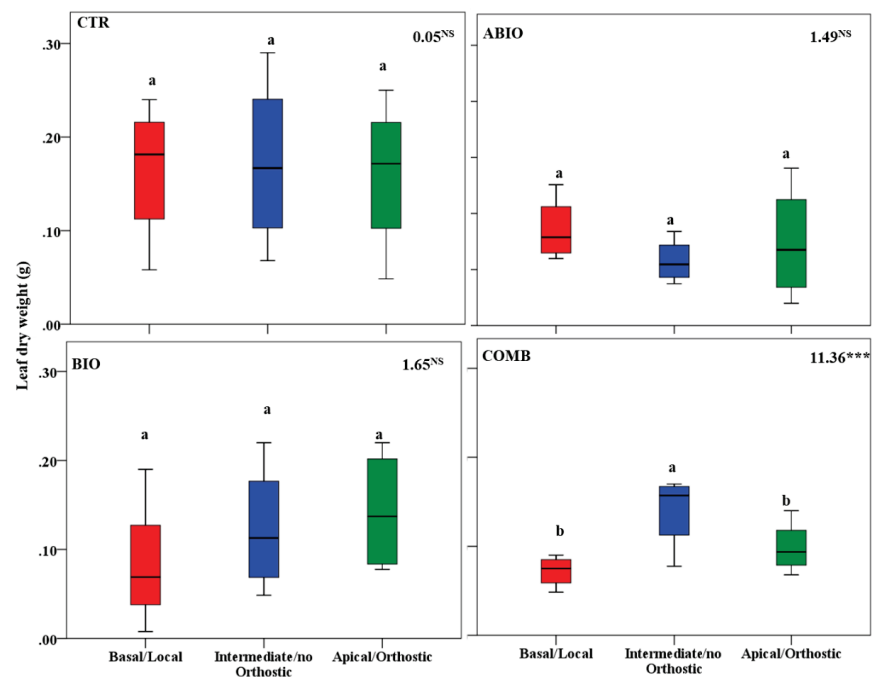 CTR
0.05NS
.30
.20
.10
.00
a
a
a
ABIO
1.49NS
a
a
a
Leaf dry weight (g)
BIO
1.65NS
.30
.20
.10
.00
a
a
a
COMB
11.36***
b
a
b
Basal/Local
Intermediate/no
Orthostic
Apical/Orthostic
Basal/Local
Intermediate/no
Orthostic
Apical/Orthostic